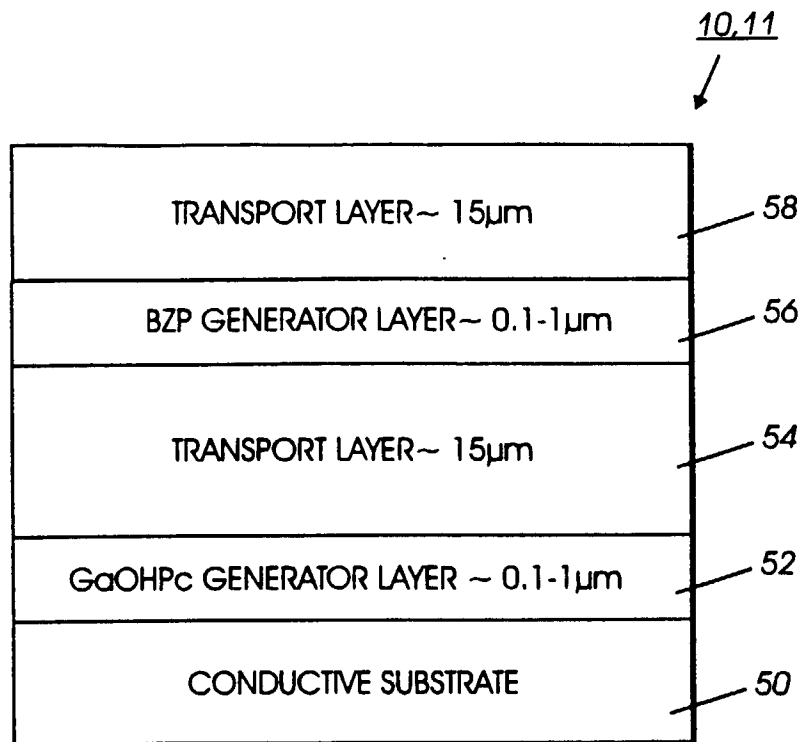 10,11
TRANSPORT LAYER~ 15µm
58
BZP GENERATOR LAYER~ 0.1-1µm
56
TRANSPORT LAYER~ 15µm
54
GaOHPc GENERATOR LAYER ~ 0.1-1µm
52
CONDUCTIVE SUBSTRATE
50